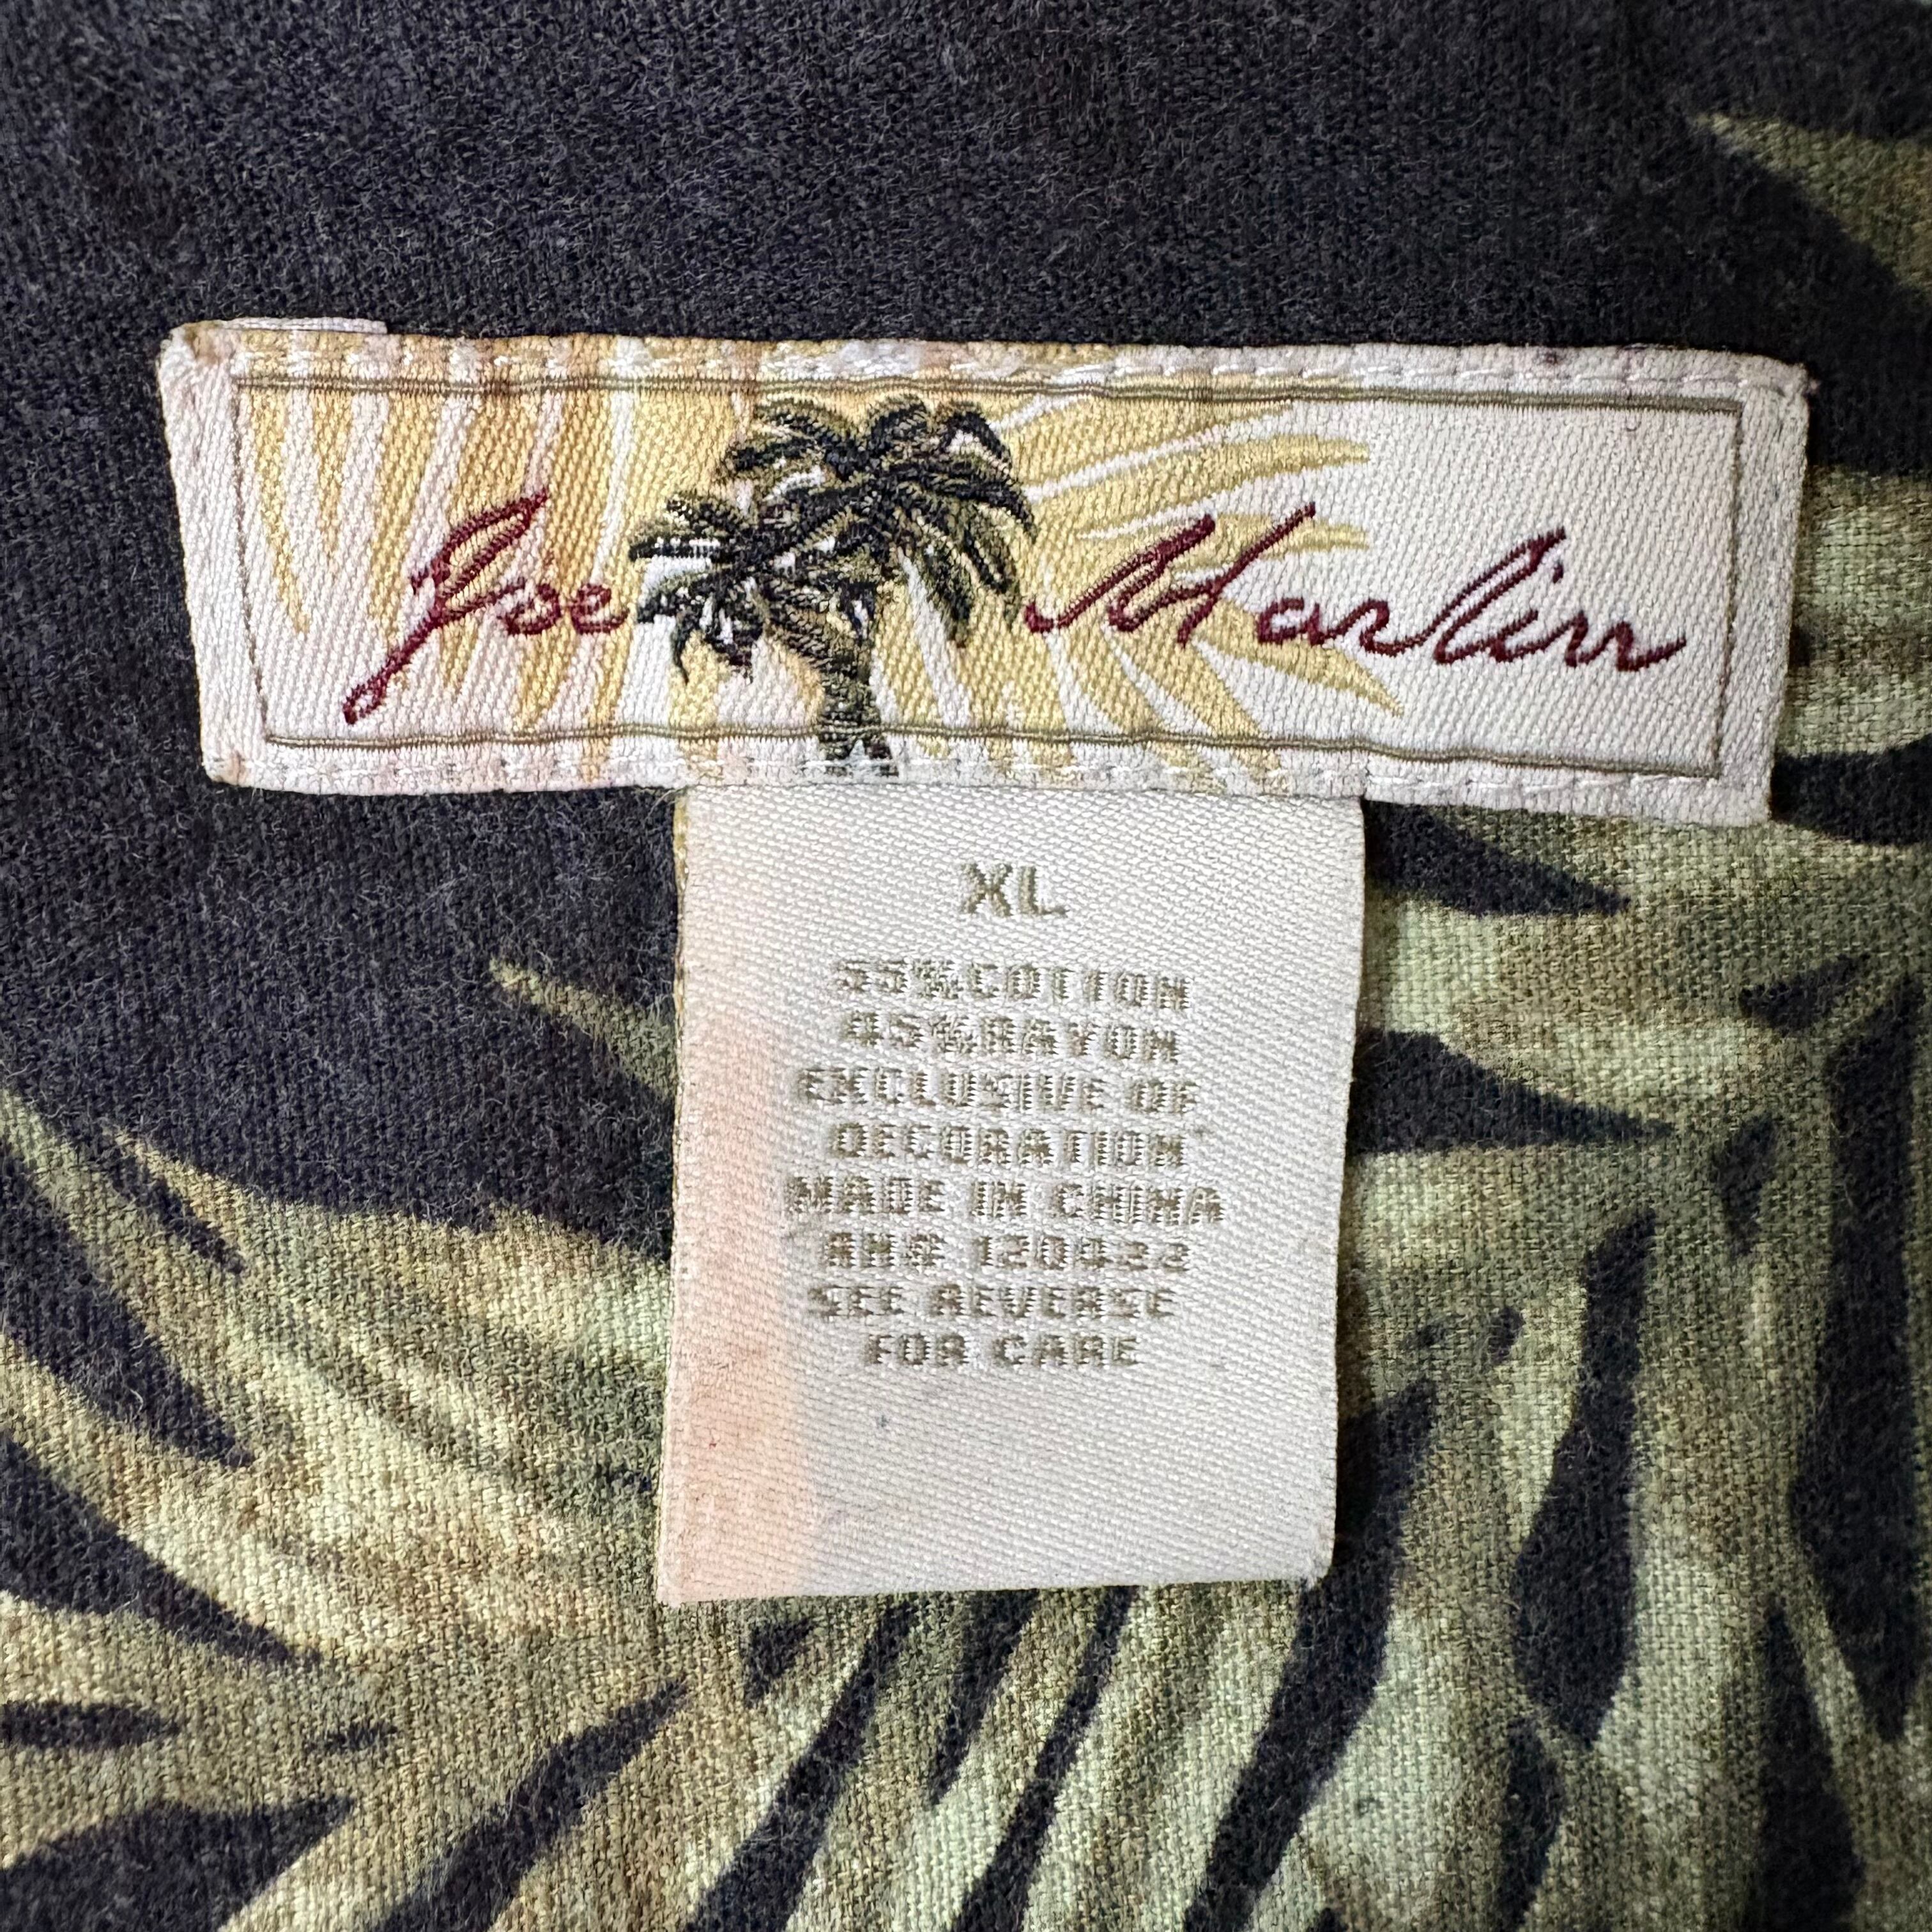 Joe Marlin
XL
55% COTTON
45% RAYON
EXCLUSIVE OF
DECORATION
MADE IN CHINA
RN# 120422
SEE REVERSE
FOR CARE